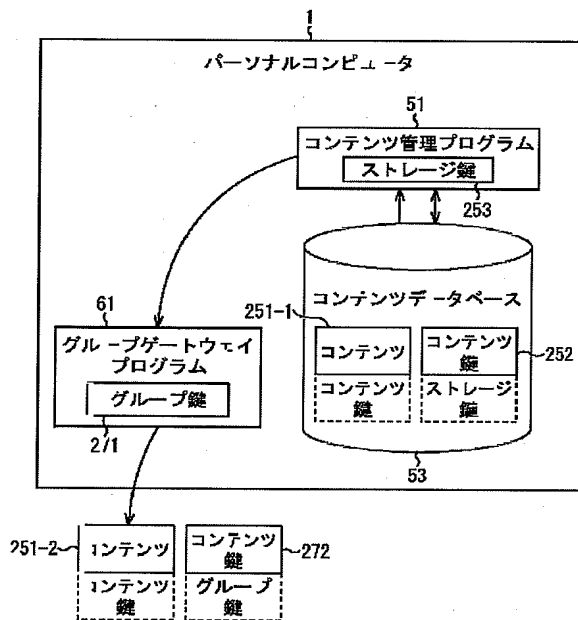 1
パーソナルコンピュータ
51
コンテンツ管理プログラム
ストレージ鍵
253
コンテンツデータベース
251-1
コンテンツ
コンテンツ
鍵
コンテンツ
鍵
252
ストレージ
鍵
53
61
グループゲートウェイ
プログラム
グループ鍵
2/1
251-2
コンテンツ
コンテンツ
鍵
コンテンツ
鍵
272
グループ
鍵